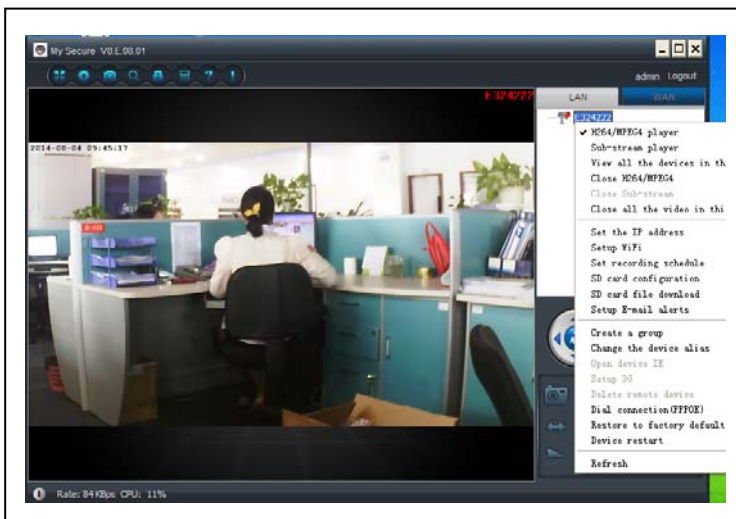 My Secure V8.E.08.01
admin Logout
E324222
LAN WAN
E324222
2014-08-04 09:45:17
✔ H264/MPEG4 player
Sub-stream player
View all the devices in th
Close H264/MPEG4
Close Sub-stream
Close all the video in thi
Set the IP address
Setup WiFi
Set recording schedule
SD card configuration
SD card file download
Setup E-mail alerts
Create a group
Change the device alias
Open device IE
Setup 3G
Delete remote device
Dial connection(PPPOE)
Restore to factory default
Device restart
Refresh
Rate: 84KBps CPU: 11%